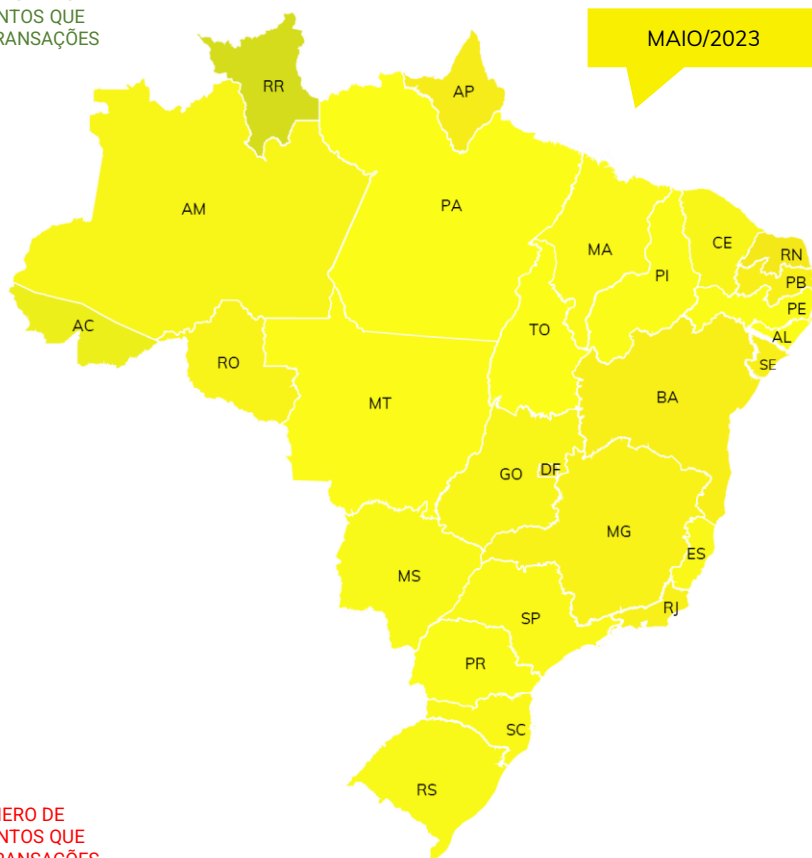 NTOS QUE
RANSAÇÕES
MAIO/2023
RR
AP
AM
PA
MA
CE
RN
PI
PB
PE
AC
TO
AL
RO
SE
MT
BA
GO
DF
MG
ES
MS
RJ
SP
PR
SC
RS
ERO DE
NTOS QUE